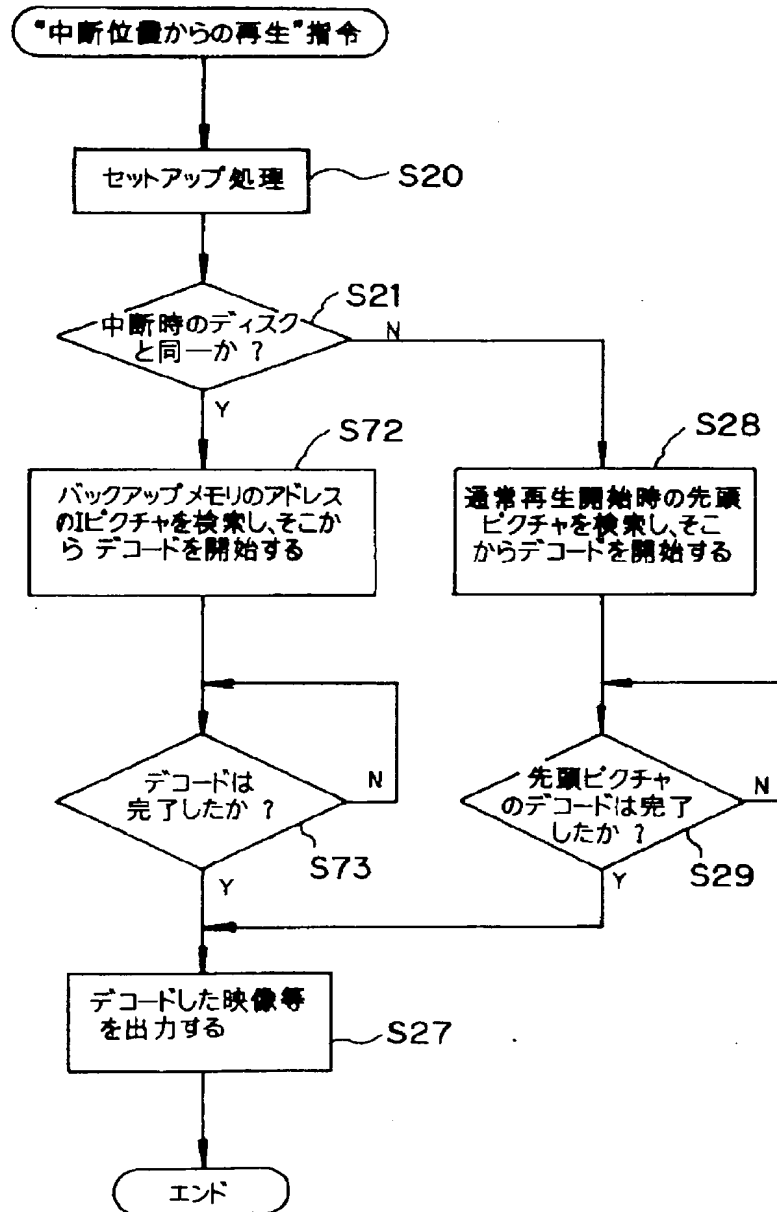 “中断位置からの再生”指令
セットアップ処理
S20
S21
中断時のディスク
と同一か ?
N
Y
S72
バックアップメモリのアドレス
のIピクチャを検索し、そこか
ら デコードを開始する
S28
通常再生開始時の先頭
ピクチャを検索し、そこ
からデコードを開始する
デコードは
完了したか ?
N
S73
Y
先頭ピクチャ
のデコードは完了
したか ?
N
S29
Y
デコードした映像等
を出力する
S27
エンド